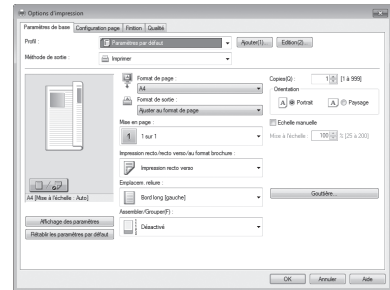 Options d'impression
Paramètres de base Configuration page Finition Qualité
Profil :
Paramètres par défaut
Ajouter(1)...
Edition(2)...
Méthode de sortie :
Imprimer
Format de page :
A4
Format de sortie :
Ajuster au format de page
Mise en page :
1 1 sur 1
Impression recto/recto verso/au format brochure :
Impression recto verso
Emplacem. reliure :
Bord long [gauche]
Assembler/Grouper(F) :
Désactivé
Copies(Q) : 1 [1 à 999]
Orientation
A Portrait A Paysage
Echelle manuelle
Mise à l'échelle : 100 % [25 à 200]
Gouttière...
A4 [Mise à l'échelle : Auto]
Affichage des paramètres
Rétablir les paramètres par défaut
OK Annuler Aide